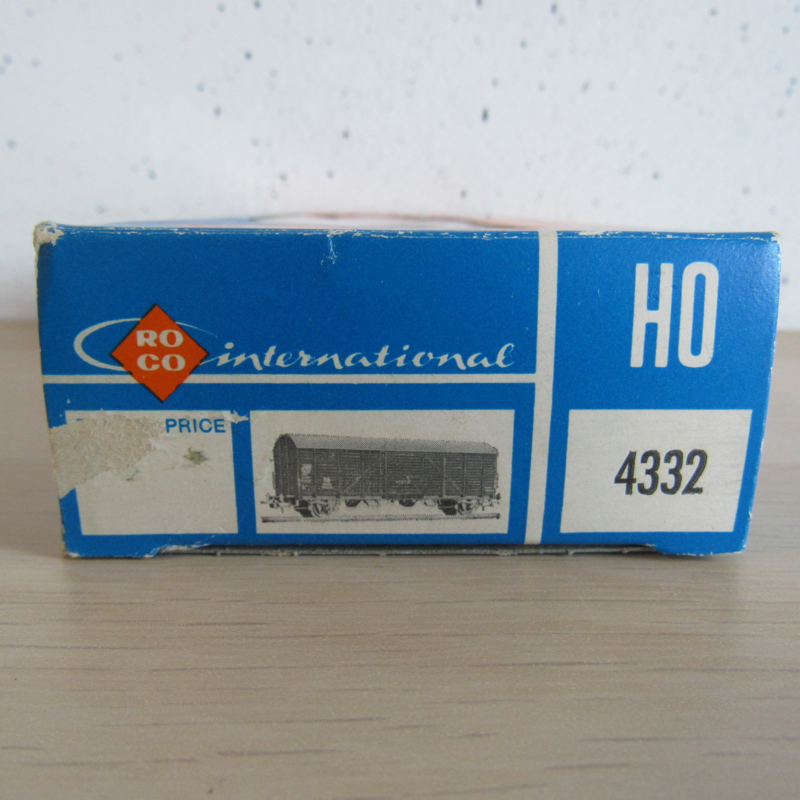 RO
CO
international
HO
PRICE
4332